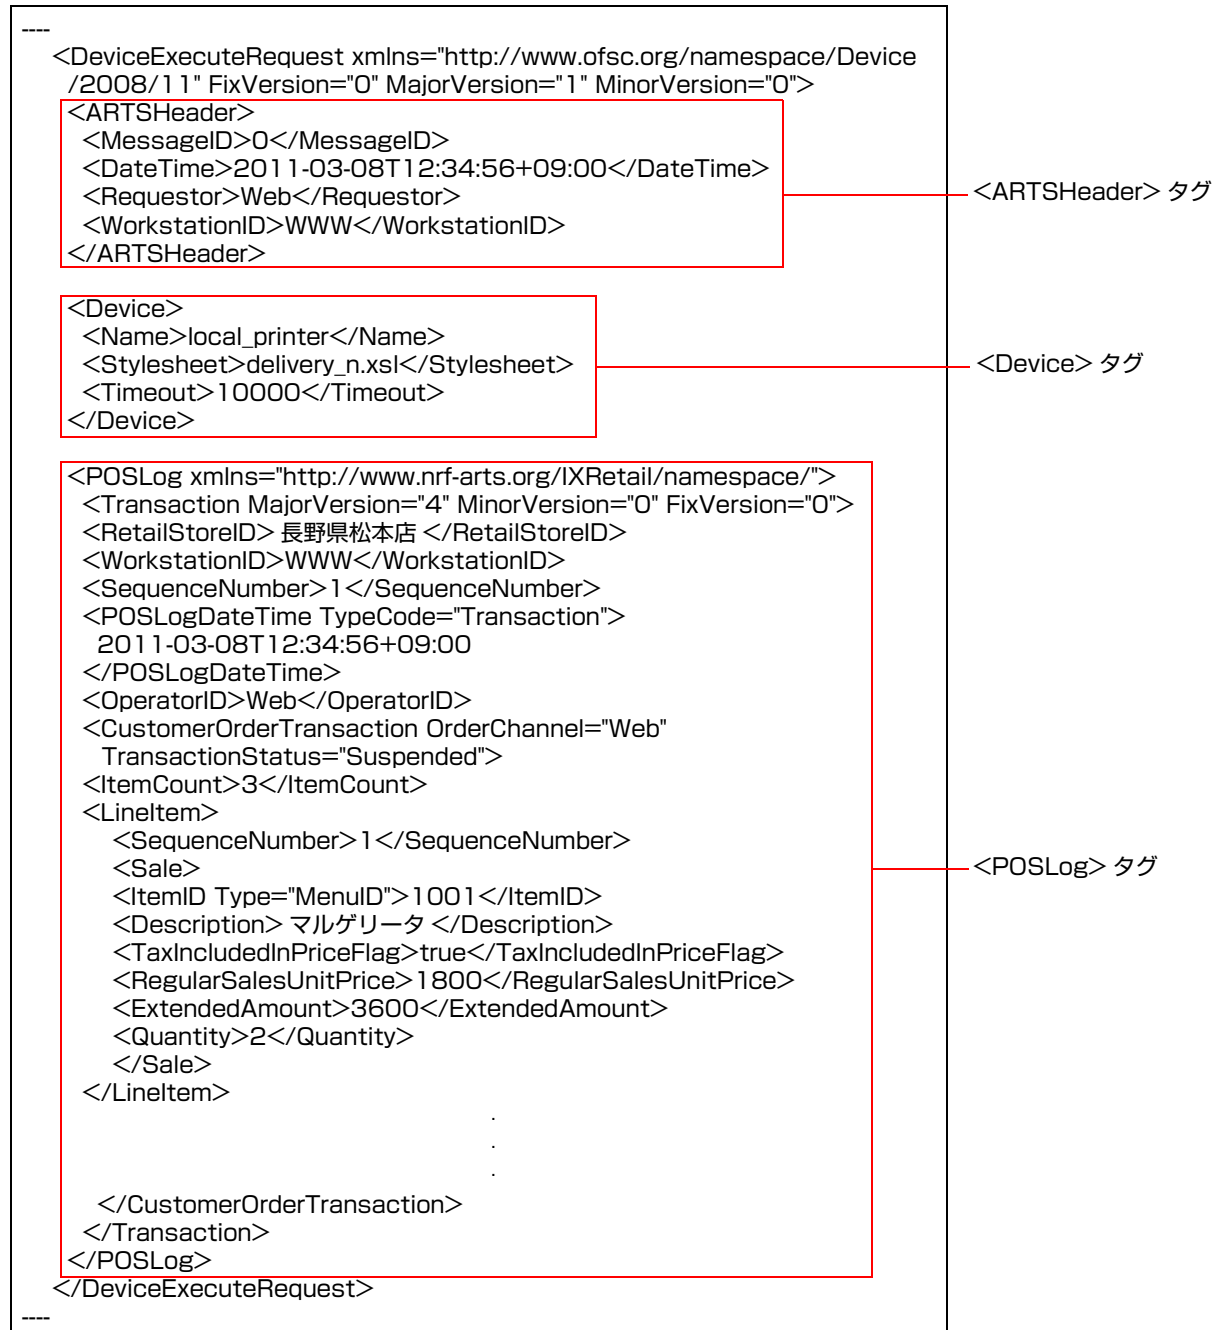 ----
<DeviceExecuteRequest xmlns="http://www.ofsc.org/namespace/Device
/2008/11" FixVersion="0" MajorVersion="1" MinorVersion="0">
<ARTSHeader>
<MessageID>0</MessageID>
<DateTime>2011-03-08T12:34:56+09:00</DateTime>
<Requestor>Web</Requestor>
<WorkstationID>WWW</WorkstationID>
</ARTSHeader>
<ARTSHeader> タグ
<Device>
<Name>local_printer</Name>
<Stylesheet>delivery_n.xsl</Stylesheet>
<Timeout>10000</Timeout>
</Device>
<Device> タグ
<POSLog xmlns="http://www.nrf-arts.org/IXRetail/namespace/">
<Transaction MajorVersion="4" MinorVersion="0" FixVersion="0">
<RetailStoreID> 長野県松本店 </RetailStoreID>
<WorkstationID>WWW</WorkstationID>
<SequenceNumber>1</SequenceNumber>
<POSLogDateTime TypeCode="Transaction">
2011-03-08T12:34:56+09:00
</POSLogDateTime>
<OperatorID>Web</OperatorID>
<CustomerOrderTransaction OrderChannel="Web"
TransactionStatus="Suspended">
<ItemCount>3</ItemCount>
<LineItem>
<SequenceNumber>1</SequenceNumber>
<Sale>
<ItemID Type="MenuID">1001</ItemID>
<Description> マルゲリータ </Description>
<TaxIncludedInPriceFlag>true</TaxIncludedInPriceFlag>
<RegularSalesUnitPrice>1800</RegularSalesUnitPrice>
<ExtendedAmount>3600</ExtendedAmount>
<Quantity>2</Quantity>
</Sale>
</LineItem>
.
.
.
</CustomerOrderTransaction>
</Transaction>
</POSLog>
<POSLog> タグ
</DeviceExecuteRequest>
----